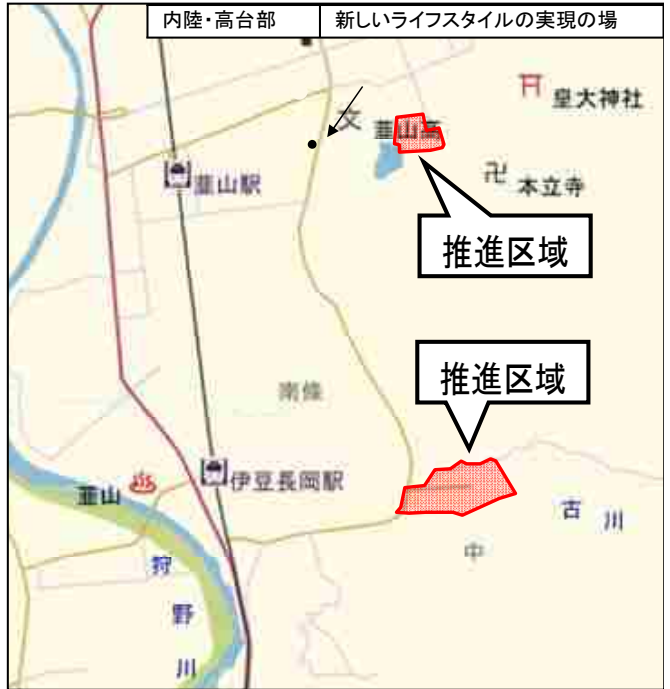 内陸・高台部 新しいライフスタイルの実現の場
皇大神社
文 韮山高
韮山駅
本立寺
推進区域
推進区域
南條
伊豆長岡駅
韮山
古川
中
狩野川